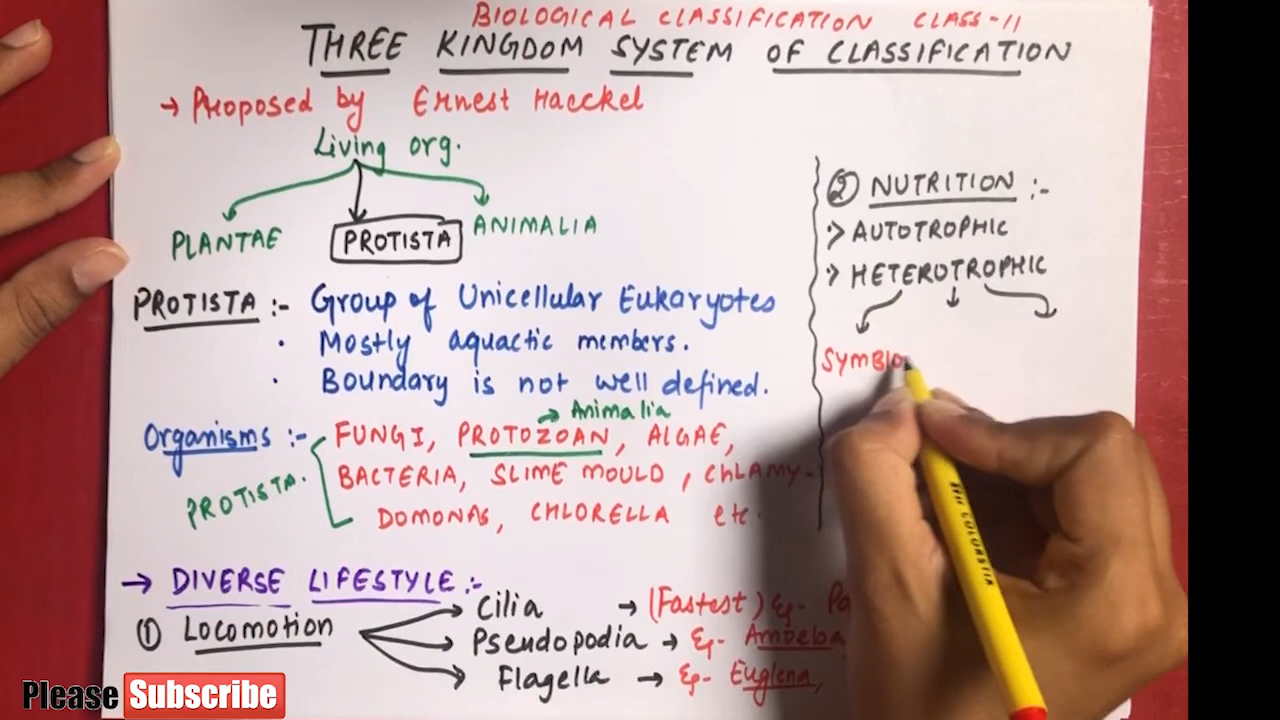 BIOLOGICAL CLASSIFICATION CLASS-11
THREE KINGDOM SYSTEM OF CLASSIFICATION
→ Proposed by Ernest Haeckel
Living org.
PLANTAE PROTISTA ANIMALIA
PROTISTA :- Group of Unicellular Eukaryotes
· Mostly aquactic members.
· Boundary is not well defined.
→ Animalia
Organisms :- FUNGI, PROTOZOAN, ALGAE,
PROTISTA. BACTERIA, SLIME MOULD, CHLAMY-
DOMONAS, CHLORELLA etc.
→ DIVERSE LIFESTYLE :-
① Locomotion
Cilia → (Fastest) Eg-
Pseudopodia → Eg- Amoeba
Flagella → Eg- Euglena,
② NUTRITION :-
> AUTOTROPHIC
> HETEROTROPHIC
SYMBIO
Please Subscribe